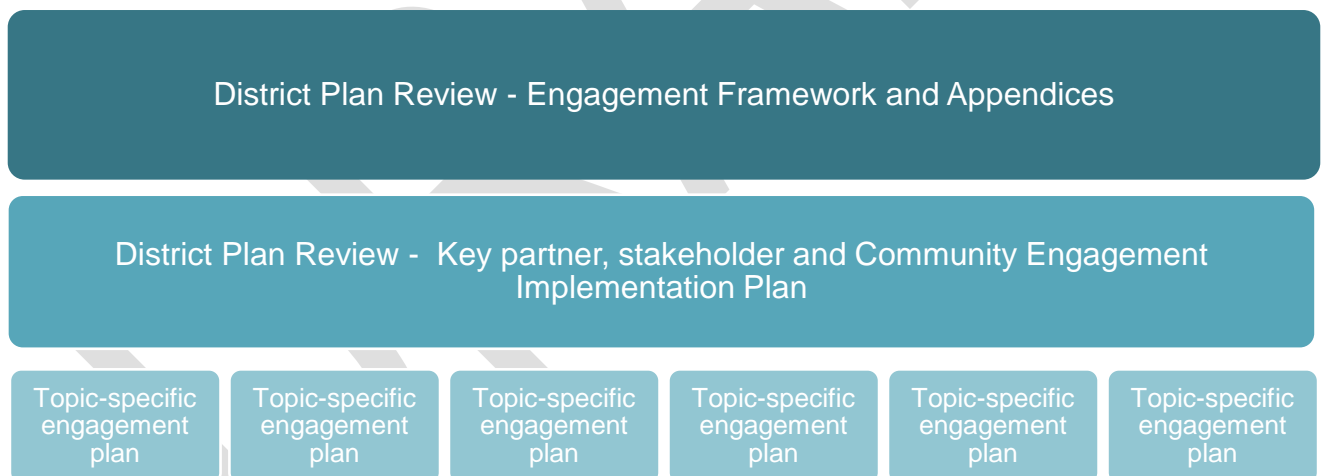 District Plan Review - Engagement Framework and Appendices
District Plan Review -  Key partner, stakeholder and Community Engagement
Implementation Plan
Topic-specific
engagement
plan
Topic-specific
engagement
plan
Topic-specific
engagement
plan
Topic-specific
engagement
plan
Topic-specific
engagement
plan
Topic-specific
engagement
plan